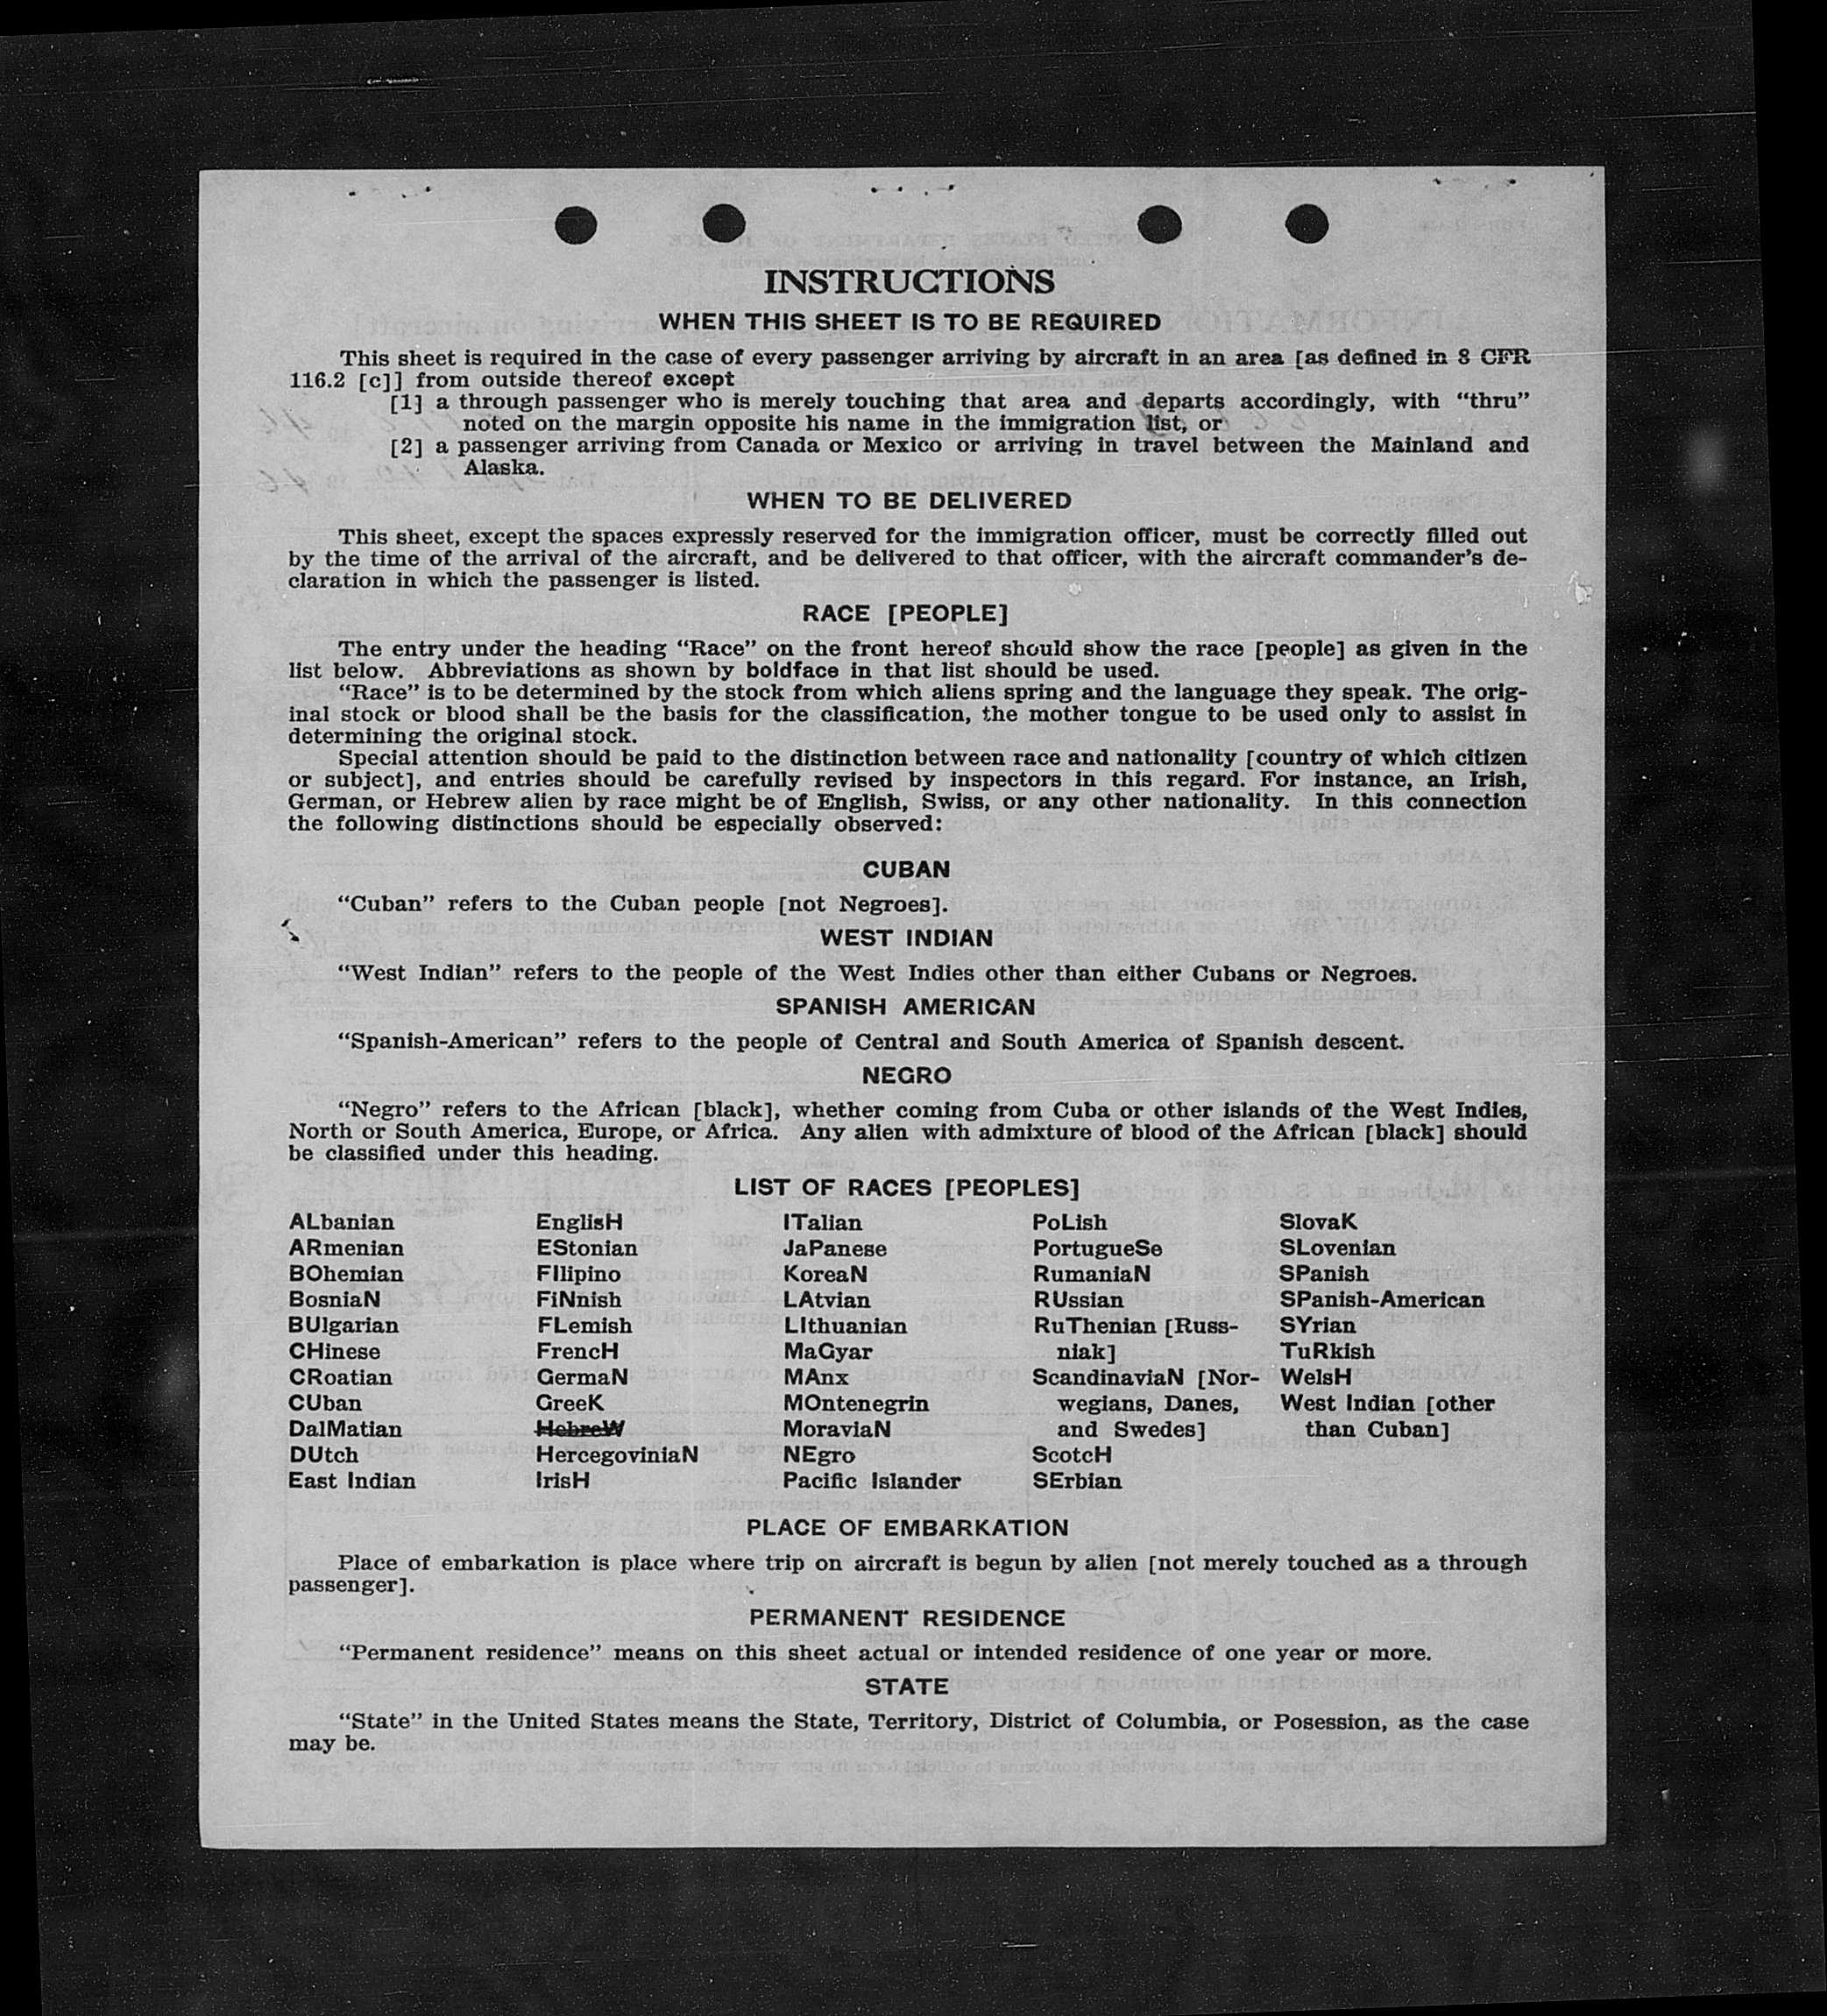 INSTRUCTIONS
WHEN THIS SHEET IS TO BE REQUIRED
This sheet is required in the case of every passenger arriving by aircraft in an area [as defined in 8 CFR
116.2 [c]] from outside thereof except
[1] a through passenger who is merely touching that area and departs accordingly, with “thru”
noted on the margin opposite his name in the immigration list, or
[2] a passenger arriving from Canada or Mexico or arriving in travel between the Mainland and
Alaska.
WHEN TO BE DELIVERED
This sheet, except the spaces expressly reserved for the immigration officer, must be correctly filled out
by the time of the arrival of the aircraft, and be delivered to that officer, with the aircraft commander's de-
claration in which the passenger is listed.
RACE [PEOPLE]
The entry under the heading “Race” on the front hereof should show the race [people] as given in the
list below. Abbreviations as shown by boldface in that list should be used.
“Race” is to be determined by the stock from which aliens spring and the language they speak. The orig-
inal stock or blood shall be the basis for the classification, the mother tongue to be used only to assist in
determining the original stock.
Special attention should be paid to the distinction between race and nationality [country of which citizen
or subject], and entries should be carefully revised by inspectors in this regard. For instance, an Irish,
German, or Hebrew alien by race might be of English, Swiss, or any other nationality. In this connection
the following distinctions should be especially observed:
CUBAN
“Cuban” refers to the Cuban people [not Negroes].
WEST INDIAN
“West Indian” refers to the people of the West Indies other than either Cubans or Negroes.
SPANISH AMERICAN
“Spanish-American” refers to the people of Central and South America of Spanish descent.
NEGRO
“Negro” refers to the African [black], whether coming from Cuba or other islands of the West Indies,
North or South America, Europe, or Africa. Any alien with admixture of blood of the African [black] should
be classified under this heading.
LIST OF RACES [PEOPLES]
ALbanian
ARmenian
BOhemian
BosniaN
BUlgarian
CHinese
CRoatian
CUban
DalMatian
DUtch
East Indian
EnglisH
EStonian
FIlipino
FiNnish
FLemish
FrencH
GermaN
GreeK
HebreW
HercegoviniaN
IrisH
ITalian
JaPanese
KoreaN
LAtvian
LIthuanian
MaGyar
MAnx
MOntenegrin
MoraviaN
NEgro
Pacific Islander
PoLish
PortugueSe
RumaniaN
RUssian
RuThenian [Russ-
niak]
ScandinaviaN [Nor-
wegians, Danes,
and Swedes]
ScotcH
SErbian
SlovaK
SLovenian
SPanish
SPanish-American
SYrian
TuRkish
WelsH
West Indian [other
than Cuban]
PLACE OF EMBARKATION
Place of embarkation is place where trip on aircraft is begun by alien [not merely touched as a through
passenger].
PERMANENT RESIDENCE
“Permanent residence” means on this sheet actual or intended residence of one year or more.
STATE
“State” in the United States means the State, Territory, District of Columbia, or Posession, as the case
may be.